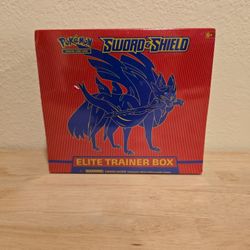 Pokémon
SWORD & SHIELD
6+
ELITE TRAINER BOX
WARNING: